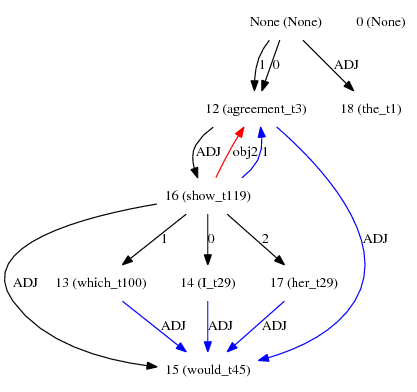 None (None) 0 (None)
1 0 ADJ
12 (agreement_t3) 18 (the_t1)
ADJ obj2 1
16 (show_t119)
1 0 2 ADJ
ADJ 13 (which_t100) 14 (I_t29) 17 (her_t29)
ADJ ADJ ADJ
15 (would_t45)